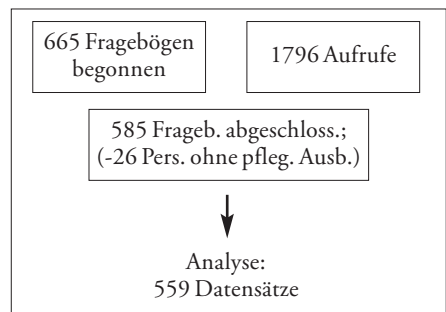 665 Fragebögen
begonnen
1796 Aufrufe
585 Frageb. abgeschloss.;
(-26 Pers. ohne pfleg. Ausb.)
Analyse:
559 Datensätze